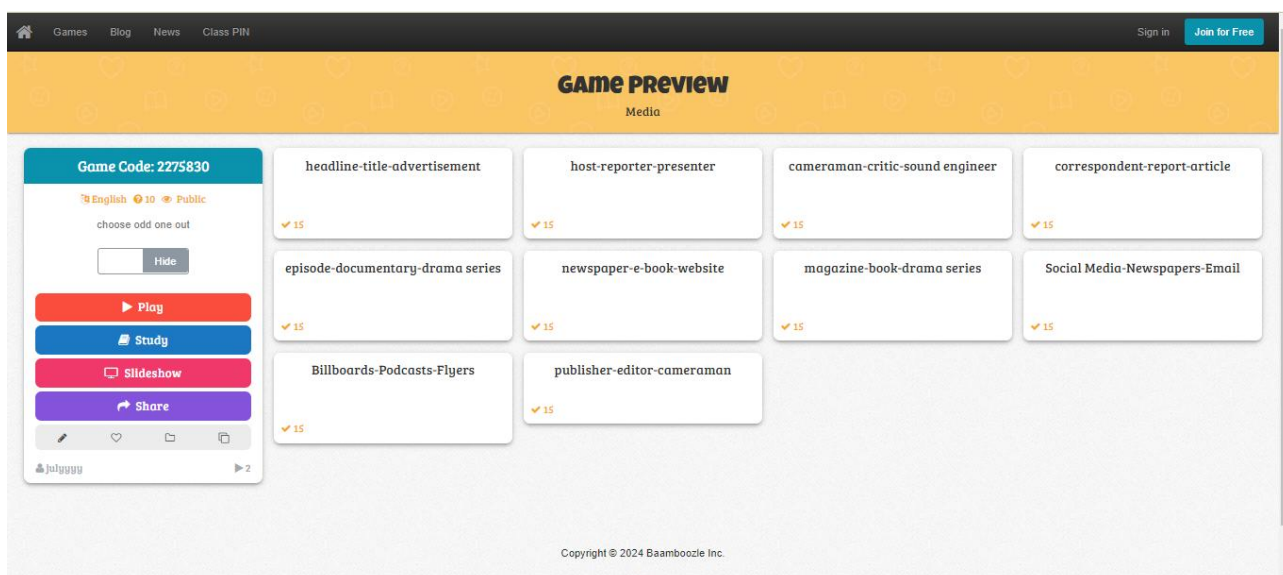 Games Blog News Class PIN Sign in Join for Free
Game Preview
Media
Game Code: 2275830
English 10 Public
choose odd one out
Hide
Play
Study
Slideshow
Share
julyyyy 2
headline-title-advertisement
15
host-reporter-presenter
15
cameraman-critic-sound engineer
15
correspondent-report-article
15
episode-documentary-drama series
15
newspaper-e-book-website
15
magazine-book-drama series
15
Social Media-Newspapers-Email
15
Billboards-Podcasts-Flyers
15
publisher-editor-cameraman
15
Copyright © 2024 Baamboozle Inc.